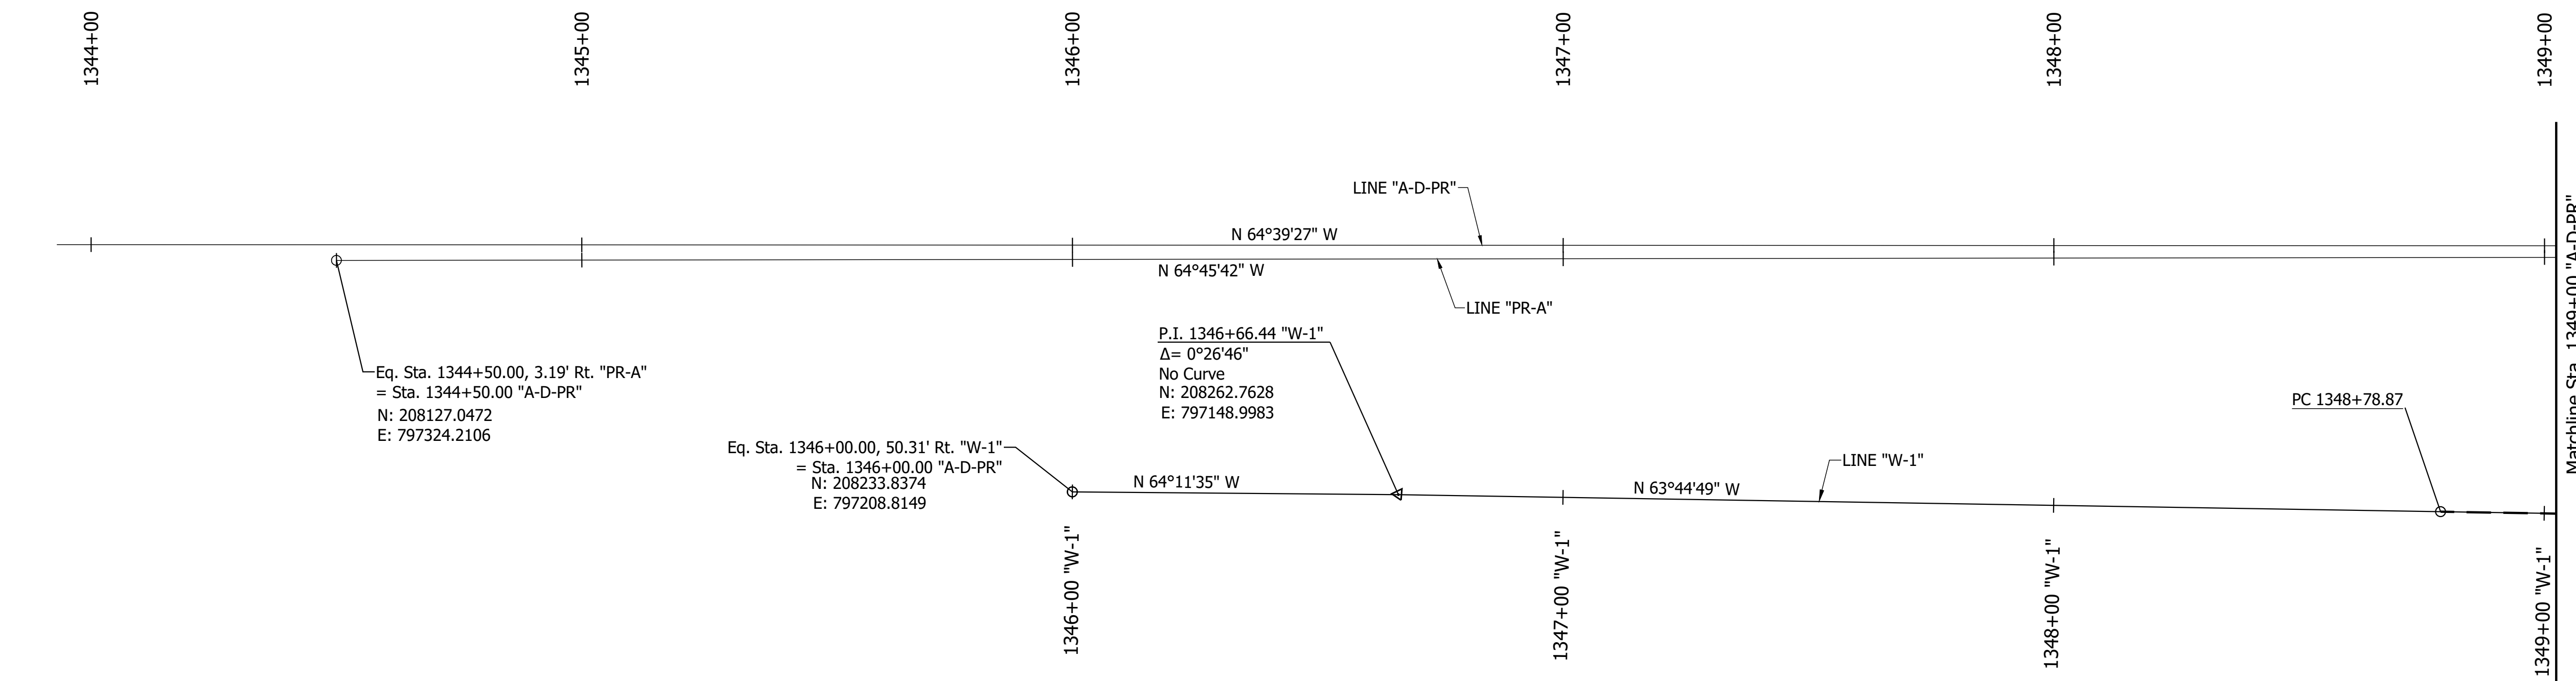 1344+00
1345+00
1346+00
1347+00
1348+00
1349+00
LINE "A-D-PR"
N 64°39'27" W
N 64°45'42" W
LINE "PR-A"
Eq. Sta. 1344+50.00, 3.19' Rt. "PR-A"
= Sta. 1344+50.00 "A-D-PR"
N: 208127.0472
E: 797324.2106
P.I. 1346+66.44 "W-1"
Δ= 0°26'46"
No Curve
N: 208262.7628
E: 797148.9983
Eq. Sta. 1346+00.00, 50.31' Rt. "W-1"
= Sta. 1346+00.00 "A-D-PR"
N: 208233.8374
E: 797208.8149
N 64°11'35" W
N 63°44'49" W
LINE "W-1"
PC 1348+78.87
1346+00 "W-1"
1347+00 "W-1"
1348+00 "W-1"
1349+00 "W-1"
Matchline Sta. 1349+00 "A-D-PR"